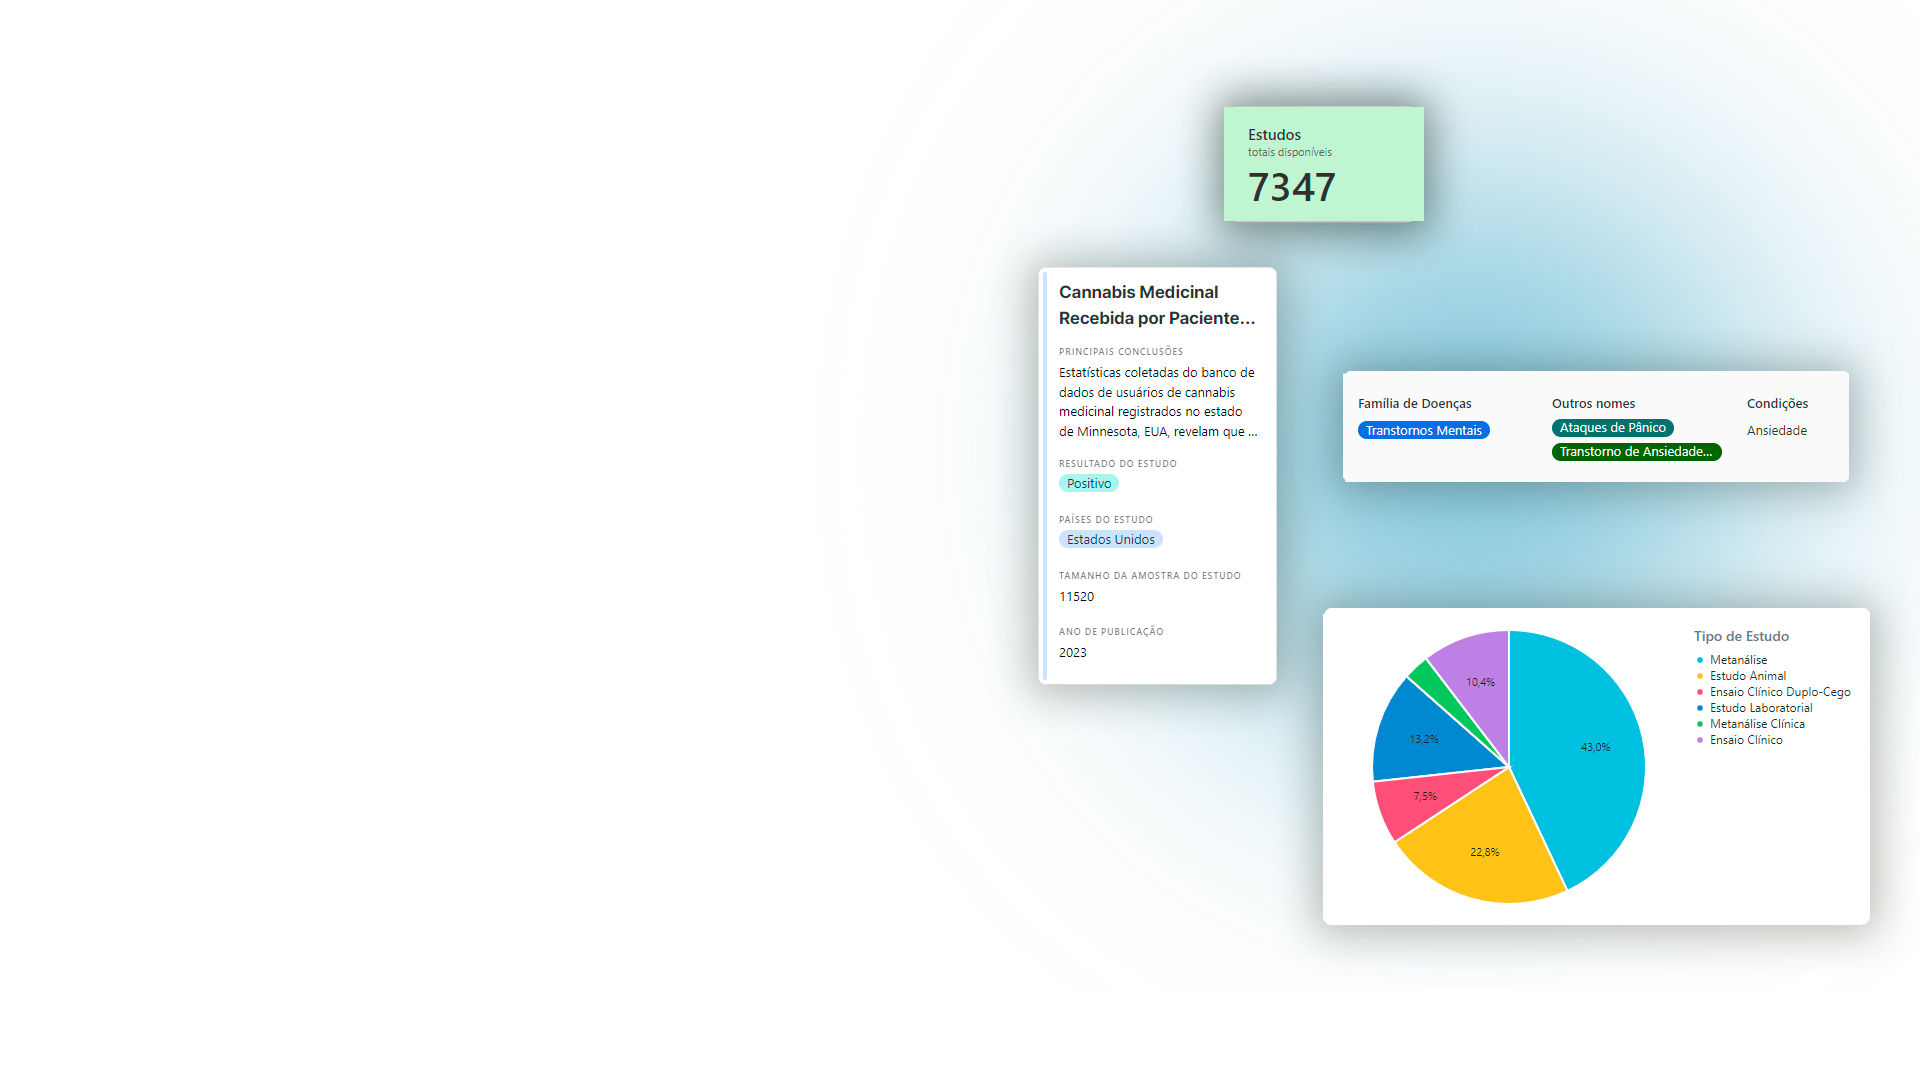 Estudos
totais disponíveis
7347
Cannabis Medicinal
Recebida por Paciente...
PRINCIPAIS CONCLUSÕES
Estatísticas coletadas do banco de
dados de usuários de cannabis
medicinal registrados no estado
de Minnesota, EUA, revelam que ...
RESULTADO DO ESTUDO
Positivo
PAÍSES DO ESTUDO
Estados Unidos
TAMANHO DA AMOSTRA DO ESTUDO
11520
ANO DE PUBLICAÇÃO
2023
Família de Doenças
Transtornos Mentais
Outros nomes
Ataques de Pânico
Transtorno de Ansiedade...
Condições
Ansiedade
10,4%
13,2%
43,0%
7,5%
22,8%
Tipo de Estudo
Metanálise
Estudo Animal
Ensaio Clínico Duplo-Cego
Estudo Laboratorial
Metanálise Clínica
Ensaio Clínico